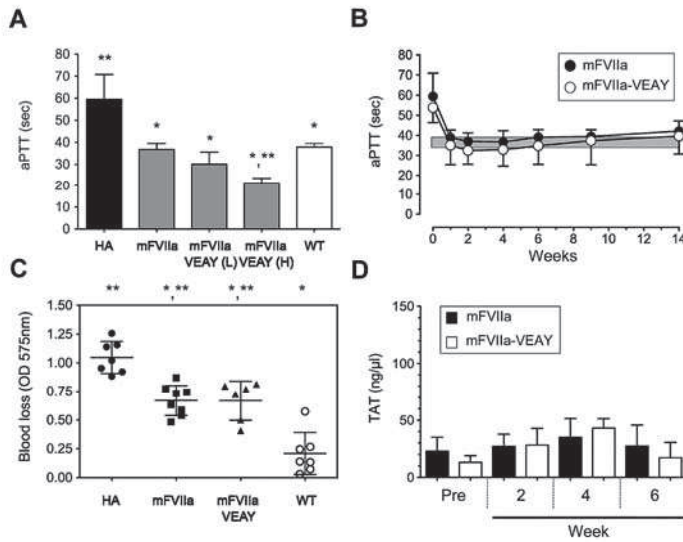 A
aPTT (sec)
80
70
60
50
40
30
20
10
0
**
*
*
*,**
*
HA mFVIIa mFVIIa mFVIIa WT
VEAY (L) VEAY (H)
B
aPTT (sec)
80
70
60
50
40
30
20
10
0
mFVIIa
mFVIIa-VEAY
0 2 4 6 8 10 12 14
Weeks
C
Blood loss (OD 575nm)
** *,** *,** *
1.50
1.25
1.00
0.75
0.50
0.25
0.00
HA mFVIIa mFVIIa WT
VEAY
D
TAT (ng/µl)
150
100
50
0
mFVIIa
mFVIIa-VEAY
Pre 2 4 6
Week